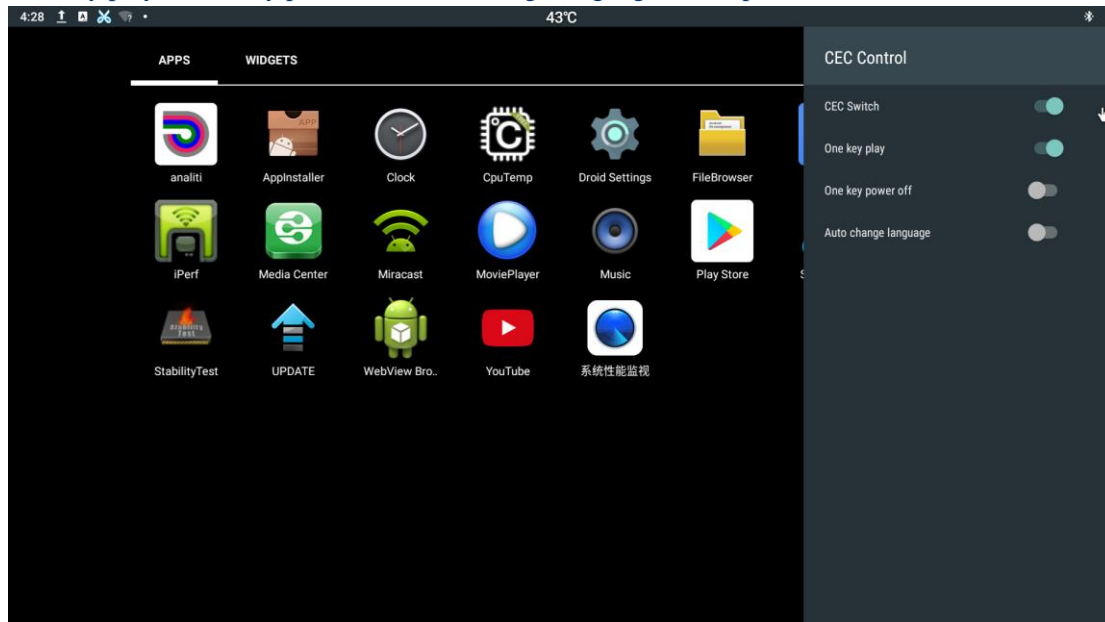 4:28
43°C
APPS WIDGETS
CEC Control
CEC Switch
One key play
One key power off
Auto change language
analiti AppInstaller Clock CpuTemp Droid Settings FileBrowser
iPerf Media Center Miracast MoviePlayer Music Play Store S
StabilityTest UPDATE WebView Bro.. YouTube 系统性能监视